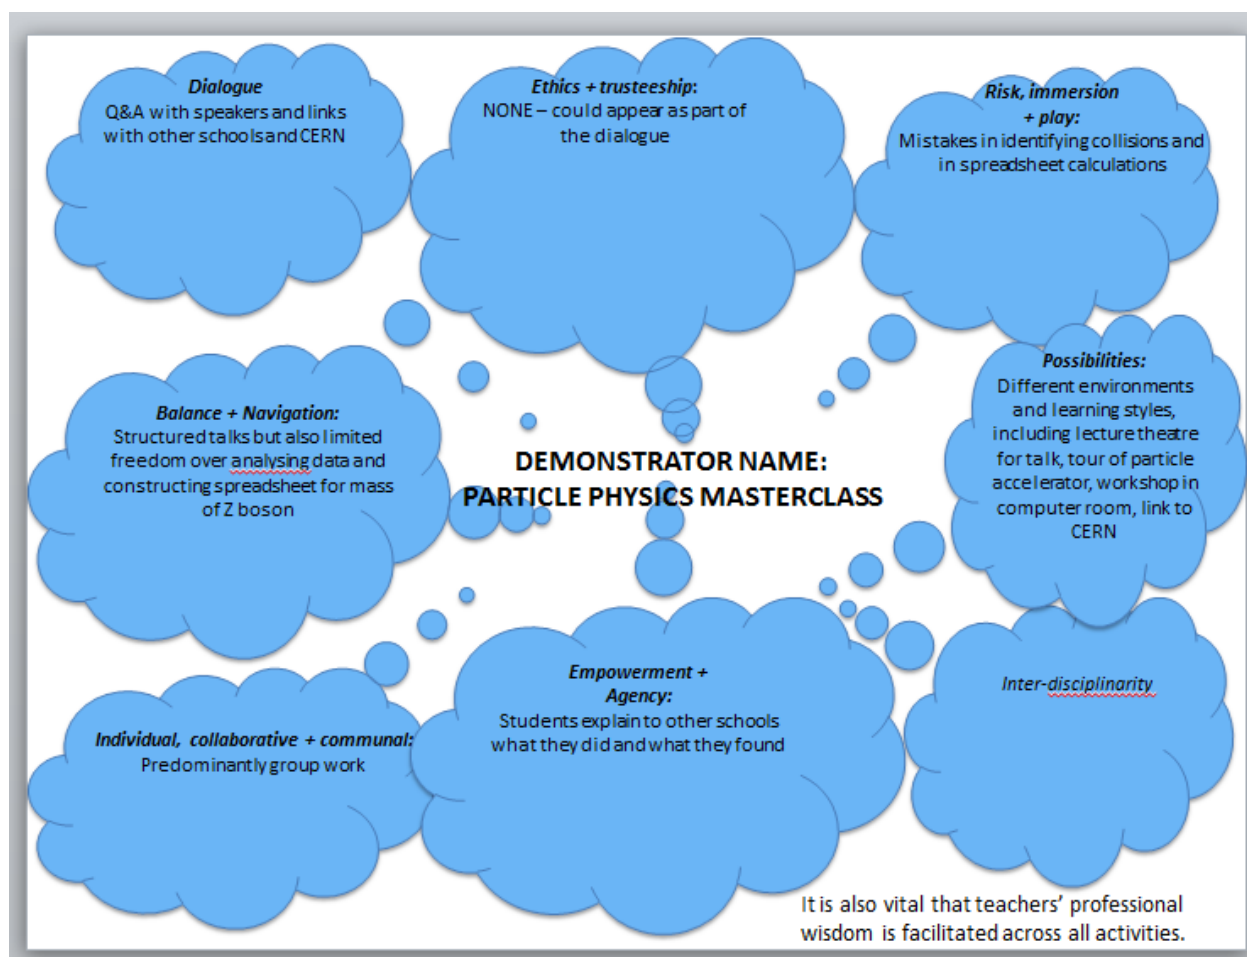 Dialogue
Q&A with speakers and links
with other schools and CERN
Ethics + trusteeship:
NONE – could appear as part of
the dialogue
Risk, immersion
+ play:
Mistakes in identifying collisions and
in spreadsheet calculations
Balance + Navigation:
Structured talks but also limited
freedom over analysing data and
constructing spreadsheet for mass
of Z boson
DEMONSTRATOR NAME:
PARTICLE PHYSICS MASTERCLASS
Possibilities:
Different environments
and learning styles,
including lecture theatre
for talk, tour of particle
accelerator, workshop in
computer room, link to
CERN
Individual, collaborative + communal:
Predominantly group work
Empowerment +
Agency:
Students explain to other schools
what they did and what they found
Inter-disciplinarity
It is also vital that teachers’ professional
wisdom is facilitated across all activities.